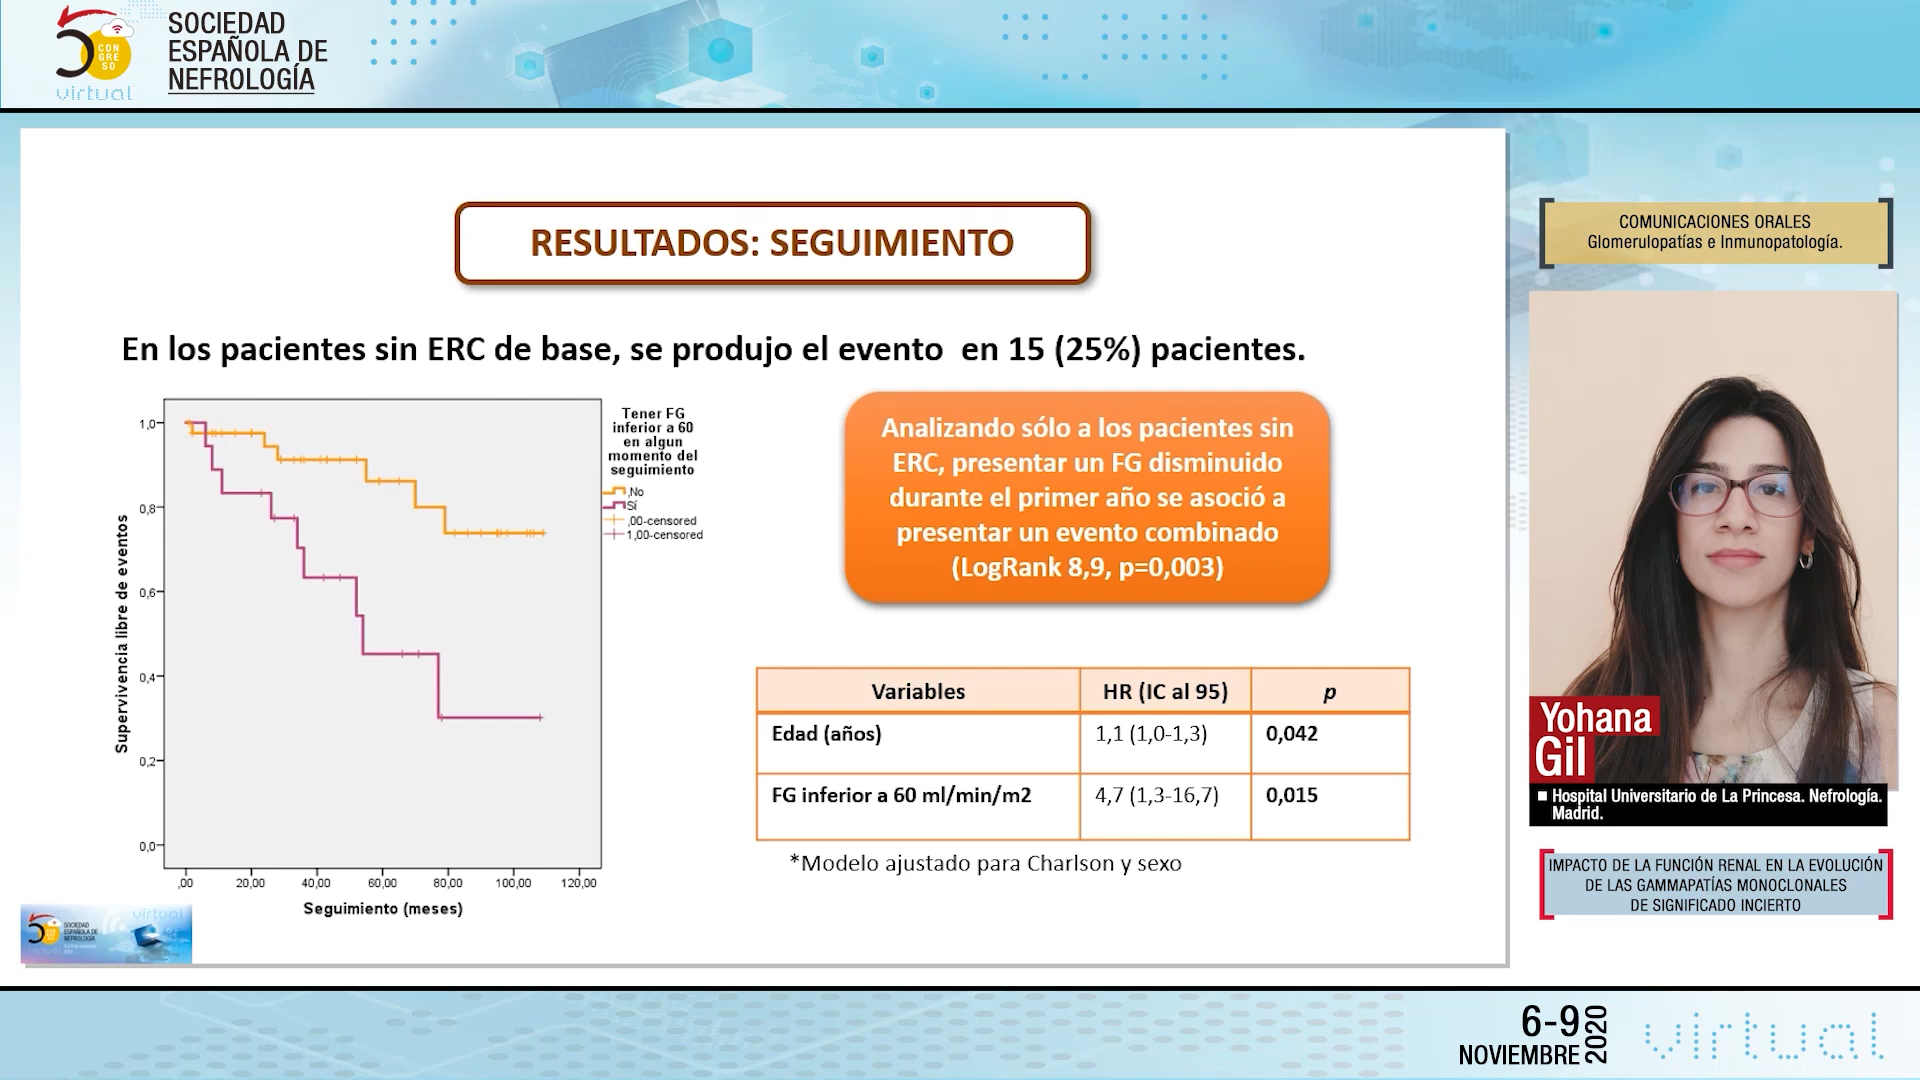 SOCIEDAD
ESPAÑOLA DE
NEFROLOGÍA
CON
GRE
SO
virtual
RESULTADOS: SEGUIMIENTO
En los pacientes sin ERC de base, se produjo el evento en 15 (25%) pacientes.
Supervivencia libre de eventos
1,0
0,8
0,6
0,4
0,2
0,0
,00
20,00
40,00
60,00
80,00
100,00
120,00
Seguimiento (meses)
Tener FG
inferior a 60
en algun
momento del
seguimiento
,No
Sí
,00-censored
1,00-censored
Analizando sólo a los pacientes sin
ERC, presentar un FG disminuido
durante el primer año se asoció a
presentar un evento combinado
(LogRank 8,9, p=0,003)
Variables HR (IC al 95) p
Edad (años) 1,1 (1,0-1,3) 0,042
FG inferior a 60 ml/min/m2 4,7 (1,3-16,7) 0,015
*Modelo ajustado para Charlson y sexo
SOCIEDAD
ESPAÑOLA DE
NEFROLOGÍA
virtual
COMUNICACIONES ORALES
Glomerulopatías e Inmunopatología.
Yohana
Gil
Hospital Universitario de La Princesa. Nefrología.
Madrid.
IMPACTO DE LA FUNCIÓN RENAL EN LA EVOLUCIÓN
DE LAS GAMMAPATÍAS MONOCLONALES
DE SIGNIFICADO INCIERTO
6-9
NOVIEMBRE
2020
virtual